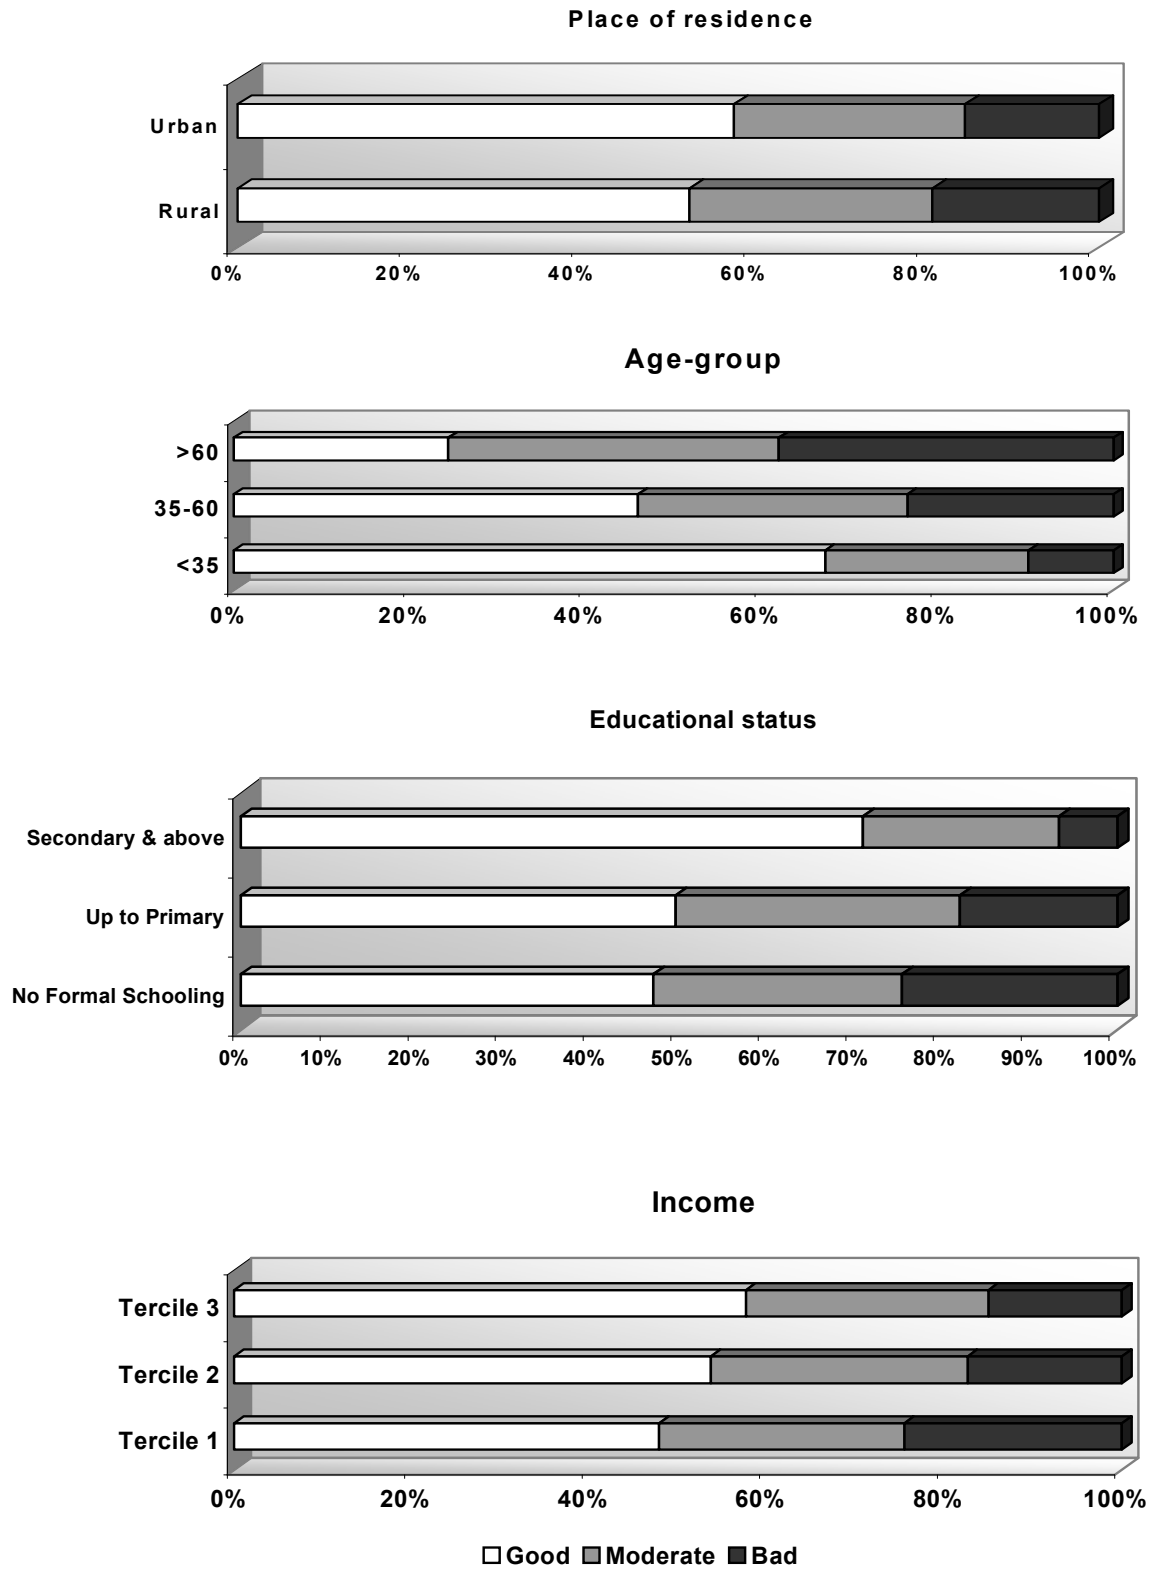 Place of residence
Urban
Rural
0% 20% 40% 60% 80% 100%
Age-group
>60
35-60
<35
0% 20% 40% 60% 80% 100%
Educational status
Secondary & above
Up to Primary
No Formal Schooling
0% 10% 20% 30% 40% 50% 60% 70% 80% 90% 100%
Income
Tercile 3
Tercile 2
Tercile 1
0% 20% 40% 60% 80% 100%
Good Moderate Bad